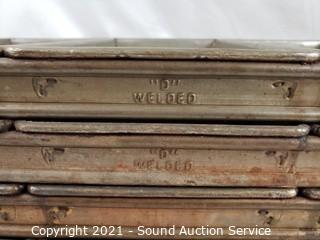 "D"
WELDED
"D"
WELDED
Copyright 2021 - Sound Auction Service